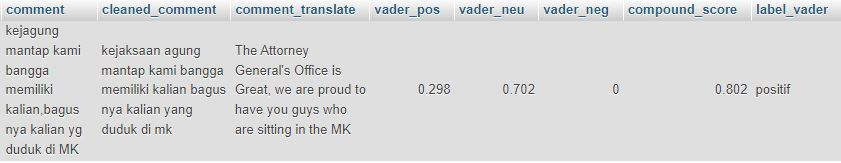 comment cleaned_comment comment_translate vader_pos vader_neu vader_neg compound_score label_vader
kejagung
mantap kami
bangga
memiliki
kalian,bagus
nya kalian yg
duduk di MK
kejaksaan agung
mantap kami bangga
memiliki kalian bagus
nya kalian yang
duduk di mk
The Attorney
General's Office is
Great, we are proud to
have you guys who
are sitting in the MK
0.298
0.702
0
0.802
positif